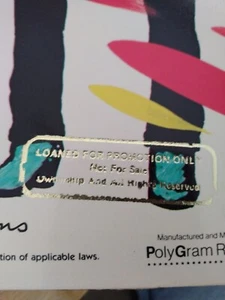 LOANED FOR PROMOTION ONLY
Not For Sale
Ownership And All Rights Reserved
ns
Manufactured and M
tion of applicable laws.
PolyGram R